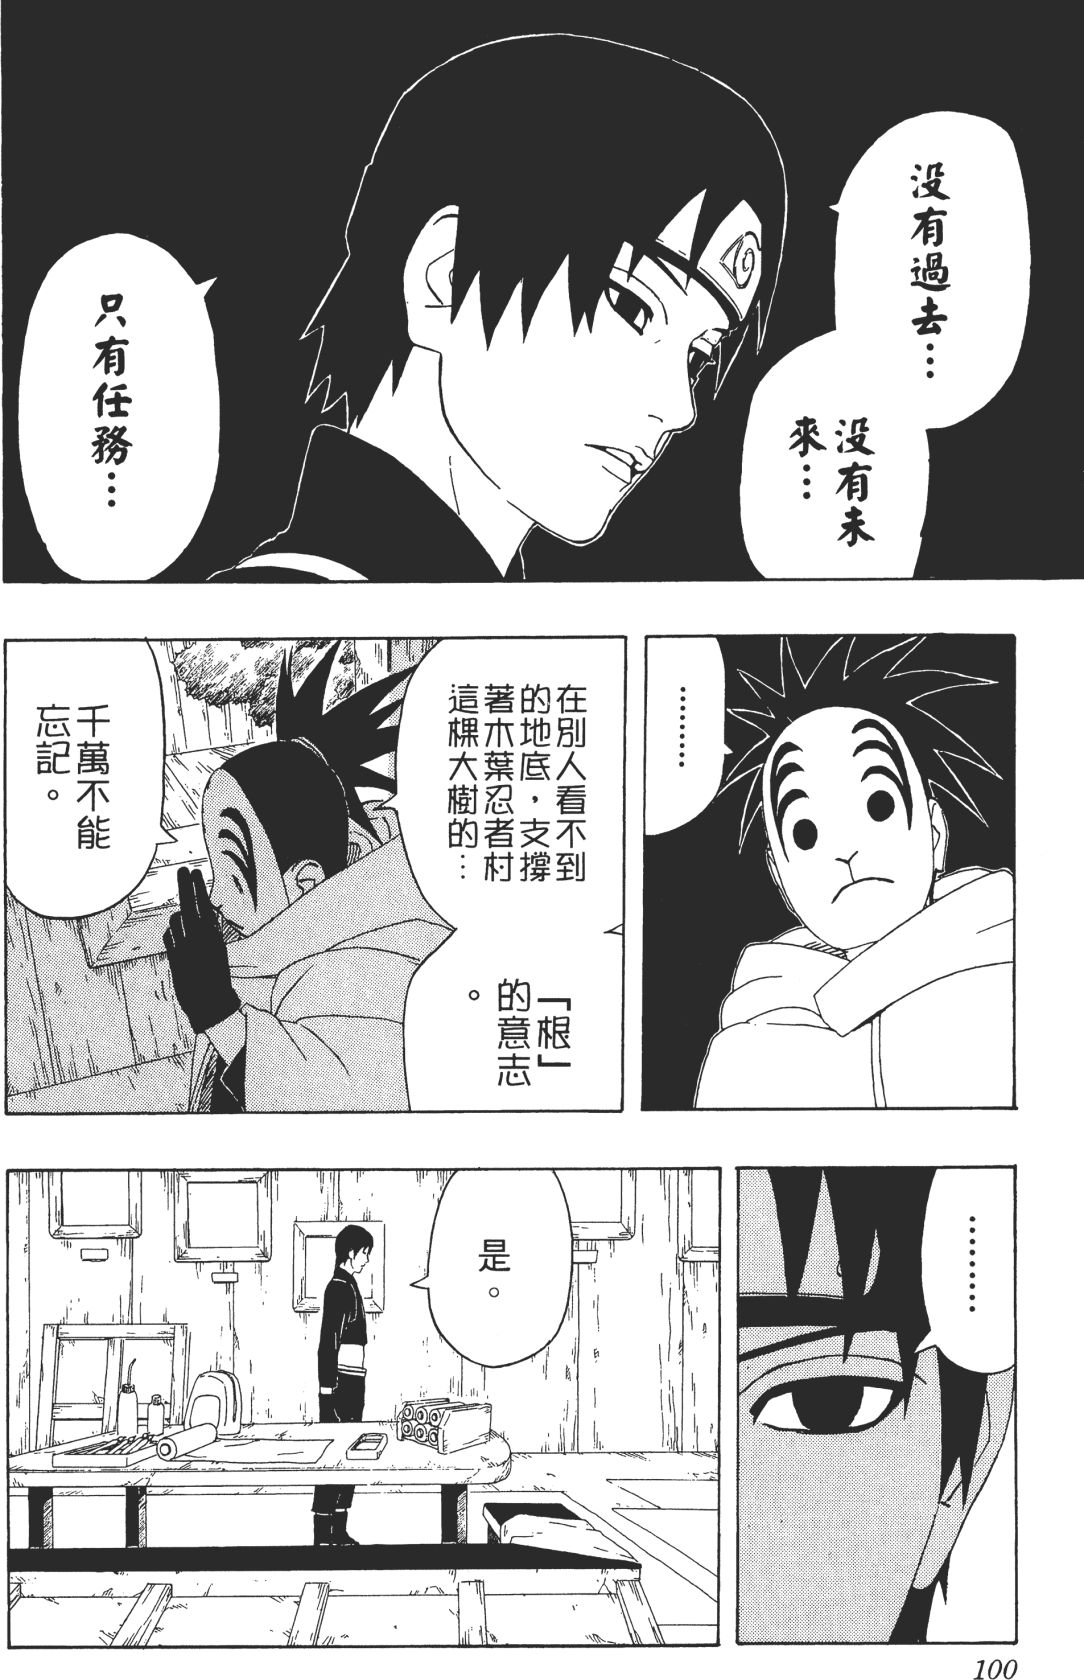 没有過去…
没有未
來…
只有任務…
………
在別人看不到
的地底，支撐
著木葉忍者村
這棵大樹的…
「根」
的意志
。
千萬不能
忘記。
………
是。
100